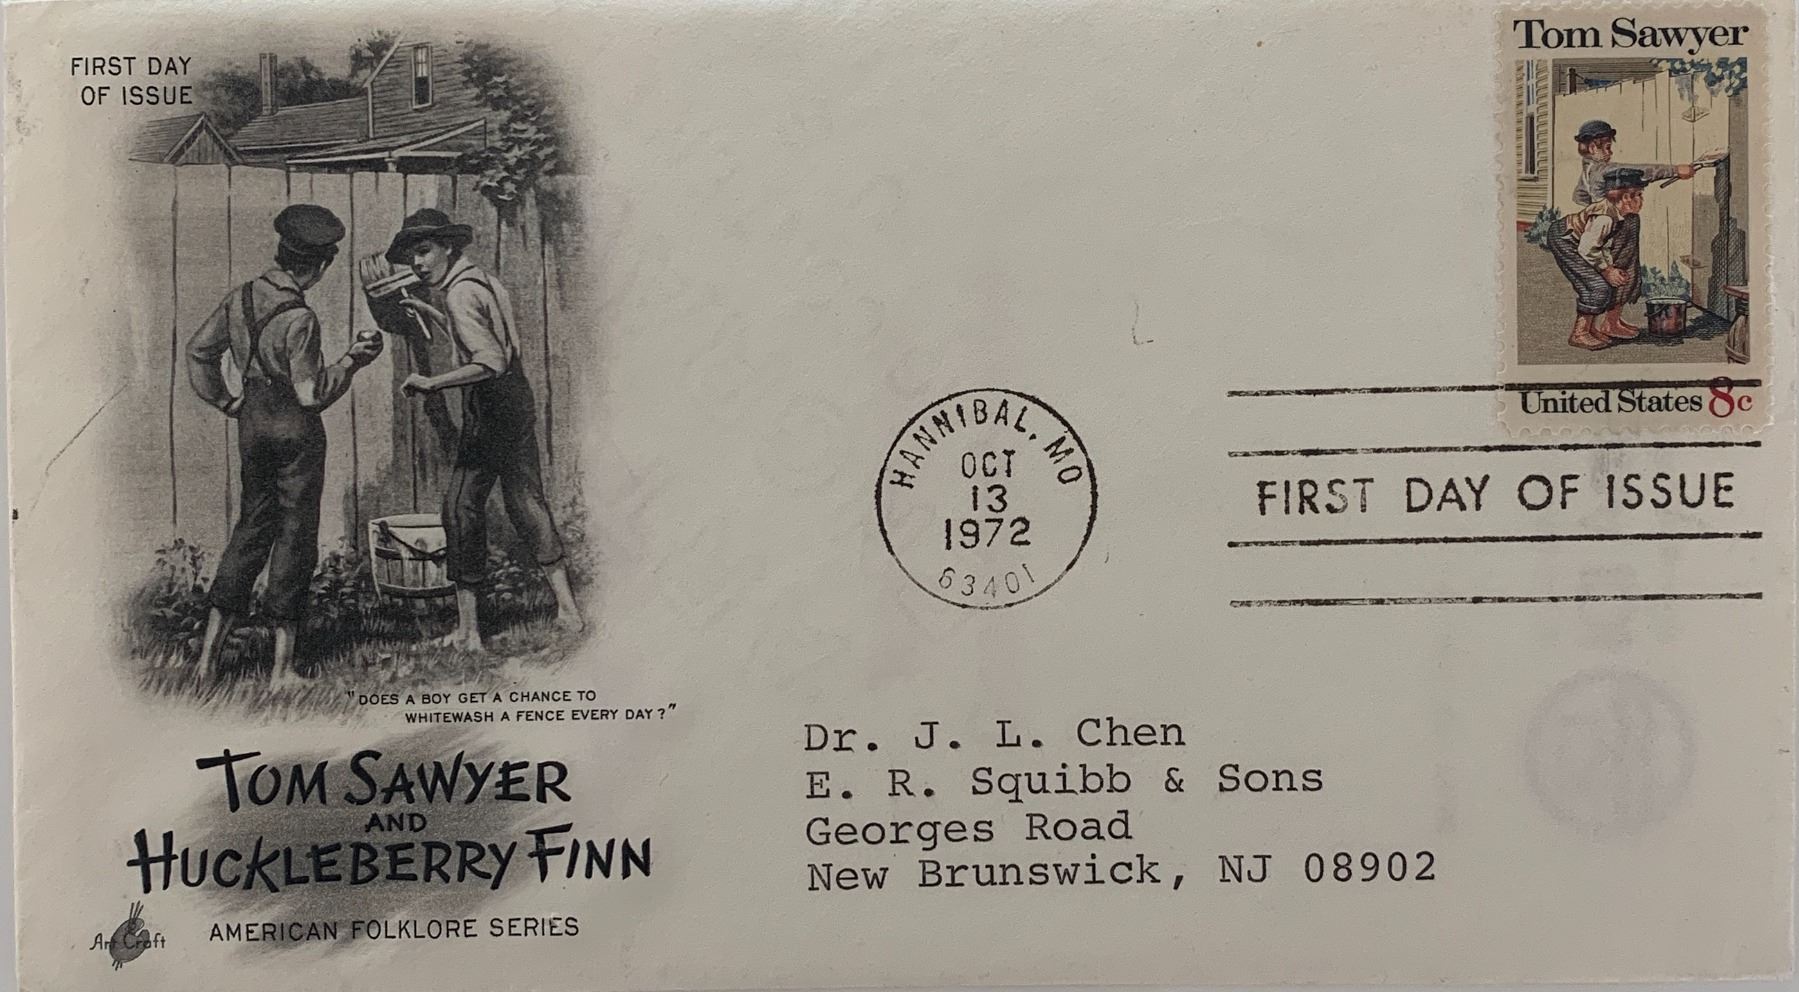 FIRST DAY
OF ISSUE
Tom Sawyer
United States 8c
HANNIBAL, MO
OCT
13
1972
63401
FIRST DAY OF ISSUE
"DOES A BOY GET A CHANCE TO
WHITEWASH A FENCE EVERY DAY?"
TOM SAWYER
AND
HUCKLEBERRY FINN
Art Craft
AMERICAN FOLKLORE SERIES
Dr. J. L. Chen
E. R. Squibb & Sons
Georges Road
New Brunswick, NJ 08902